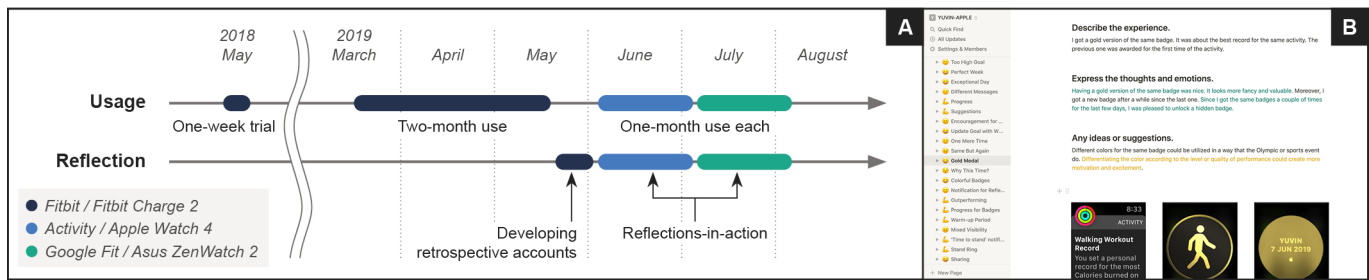 A
2018
May
2019
March
April
May
June
July
August
Usage
One-week trial
Two-month use
One-month use each
Reflection
Fitbit / Fitbit Charge 2
Activity / Apple Watch 4
Google Fit / Asus ZenWatch 2
Developing
retrospective accounts
Reflections-in-action
B
YUVIN-APPLE
Quick Find
All Updates
Settings & Members
Too High Goal
Perfect Week
Exceptional Day
Different Messages
Progress
Suggestions
Encouragement for ...
Update Goal with W...
One More Time
Same But Again
Gold Medal
Why This Time?
Colorful Badges
Notification for Refle...
Outperforming
Progress for Badges
Warm-up Period
Mixed Visibility
'Time to stand' notif...
Stand Ring
Sharing
+ New Page
Describe the experience.
I got a gold version of the same badge. It was about the best record for the same activity. The
previous one was awarded for the first time of the activity.
Express the thoughts and emotions.
Having a gold version of the same badge was nice. It looks more fancy and valuable. Moreover, I
got a new badge after a while since the last one. Since I got the same badges a couple of times
for the last few days, I was pleased to unlock a hidden badge.
Any ideas or suggestions.
Different colors for the same badge could be utilized in a way that the Olympic or sports event
do. Differentiating the color according to the level or quality of performance could create more
motivation and excitement.
8:33
ACTIVITY
Walking Workout
Record
You set a personal
record for the most
Calories burned on
YUVIN
7 JUN 2019